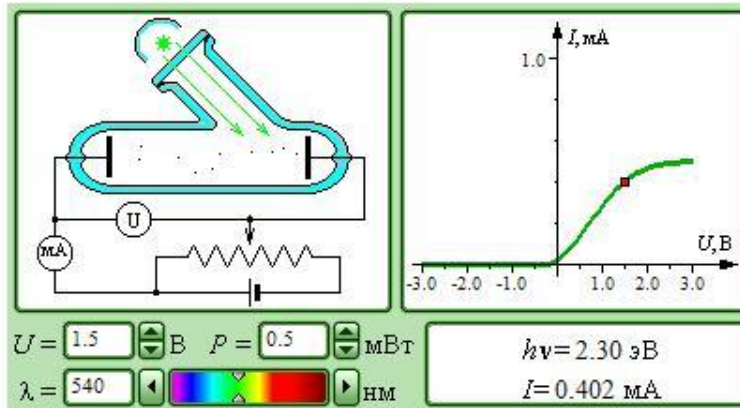 I, мА
1.0
U
мА
U, В
-3.0 -2.0 -1.0 1.0 2.0 3.0
U = 1.5 В P = 0.5 мВт
λ = 540 нм
hν = 2.30 эВ
I = 0.402 мА